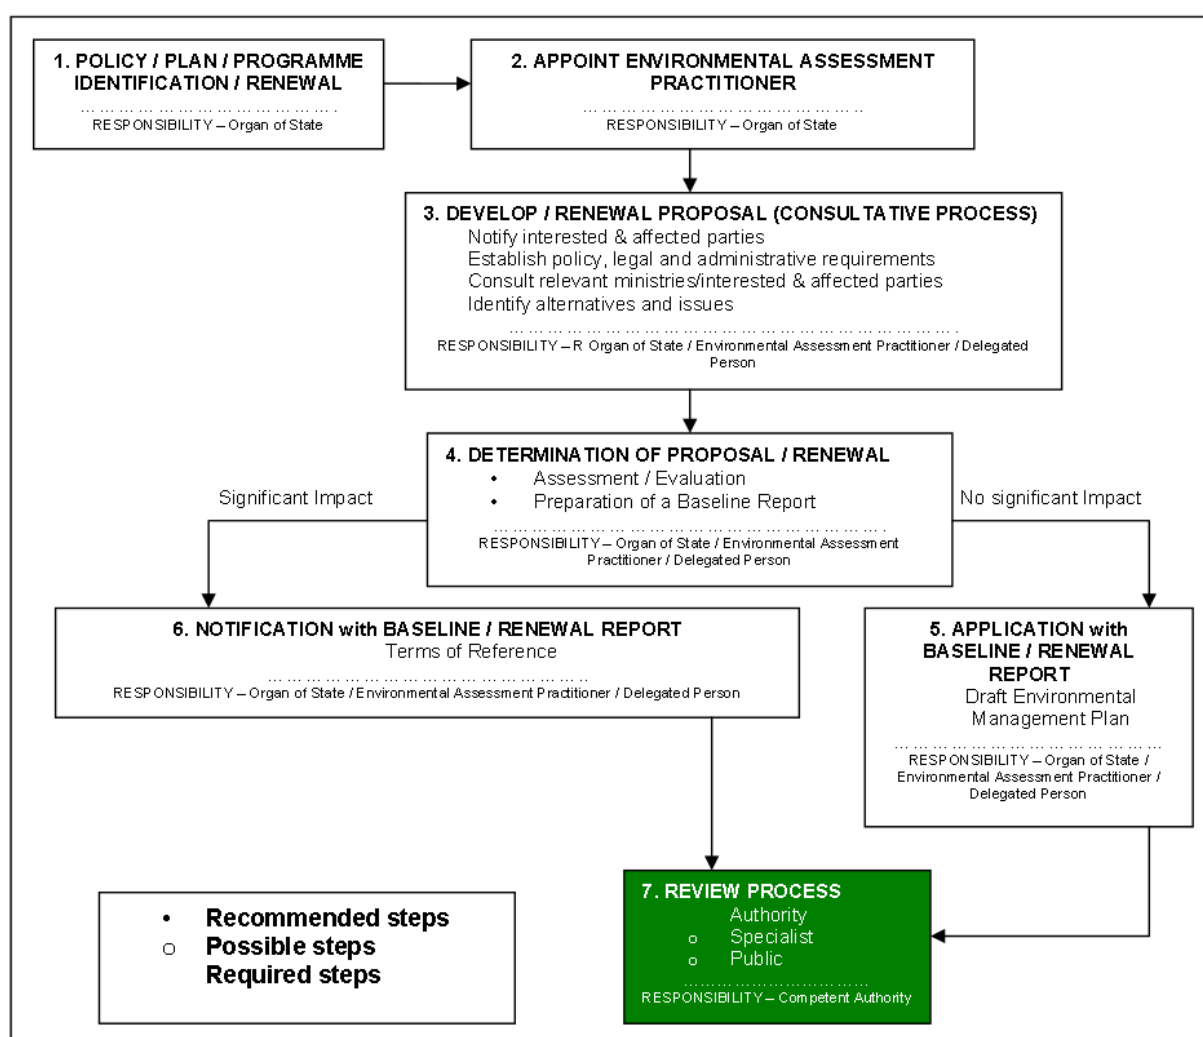 1. POLICY / PLAN / PROGRAMME
IDENTIFICATION / RENEWAL
………………………………….
RESPONSIBILITY – Organ of State
2. APPOINT ENVIRONMENTAL ASSESSMENT
PRACTITIONER
……………………………………..
RESPONSIBILITY – Organ of State
3. DEVELOP / RENEWAL PROPOSAL (CONSULTATIVE PROCESS)
Notify interested & affected parties
Establish policy, legal and administrative requirements
Consult relevant ministries/interested & affected parties
Identify alternatives and issues
…………………………………………………………….
RESPONSIBILITY – R Organ of State / Environmental Assessment Practitioner / Delegated
Person
4. DETERMINATION OF PROPOSAL / RENEWAL
• Assessment / Evaluation
• Preparation of a Baseline Report
…………………………………………………….
RESPONSIBILITY – Organ of State / Environmental Assessment
Practitioner / Delegated Person
Significant Impact
No significant Impact
6. NOTIFICATION with BASELINE / RENEWAL REPORT
Terms of Reference
…………………………………………..
RESPONSIBILITY – Organ of State / Environmental Assessment Practitioner / Delegated Person
5. APPLICATION with
BASELINE / RENEWAL
REPORT
Draft Environmental
Management Plan
……………………………………
RESPONSIBILITY – Organ of State /
Environmental Assessment Practitioner /
Delegated Person
7. REVIEW PROCESS
Authority
o Specialist
o Public
……………………………
RESPONSIBILITY – Competent Authority
• Recommended steps
o Possible steps
Required steps